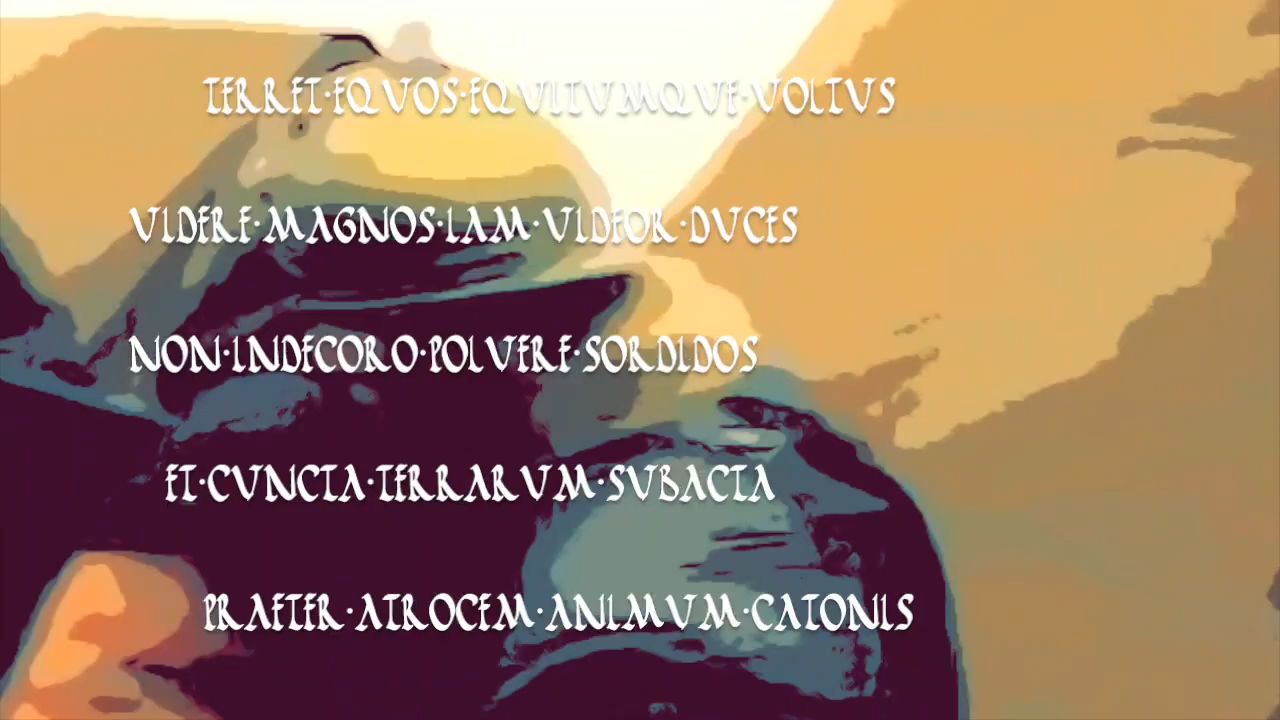 TERRET·EQVOS·EQVITVMQVE·VOLTVS
VIDERE·MAGNOS·IAM·VIDEOR·DVCES
NON·INDECORO·POLVERE·SORDIDOS
ET·CVNCTA·TERRARVM·SVBACTA
PRAETER·ATROCEM·ANIMVM·CATONIS